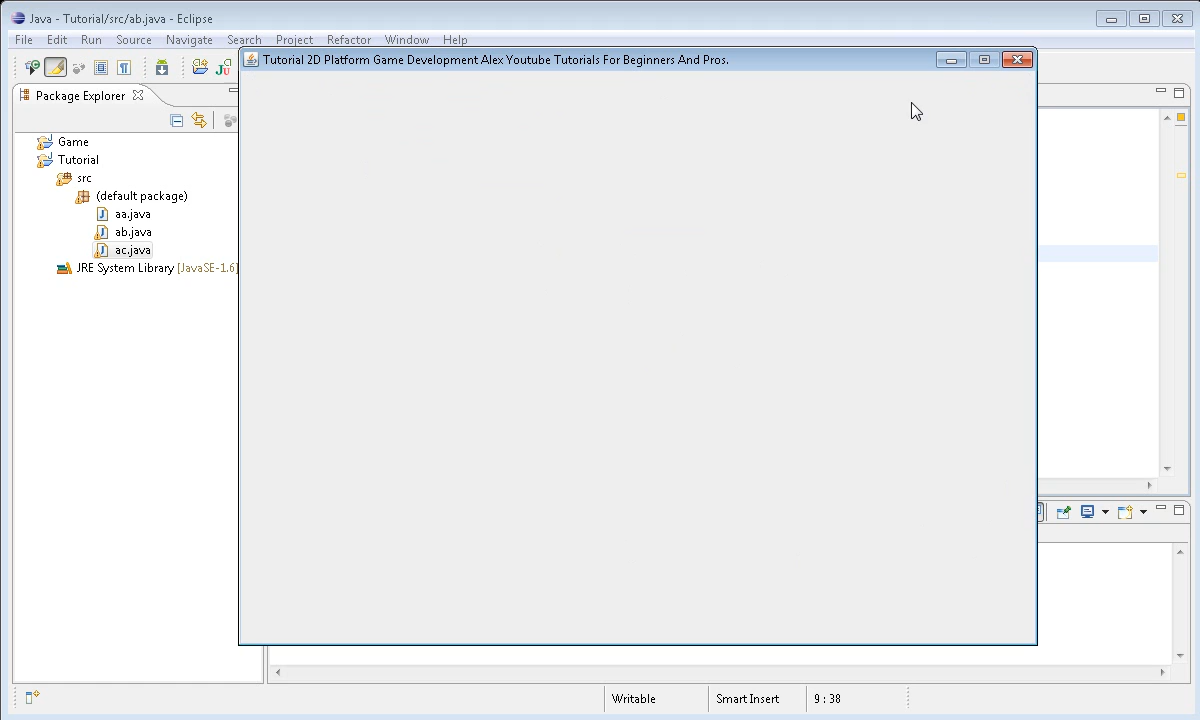 Java - Tutorial/src/ab.java - Eclipse
File Edit Run Source Navigate Search Project Refactor Window Help
Tutorial 2D Platform Game Development Alex Youtube Tutorials For Beginners And Pros.
Package Explorer
Game
Tutorial
src
(default package)
aa.java
ab.java
ac.java
JRE System Library [JavaSE-1.6]
Writable
Smart Insert
9 : 38